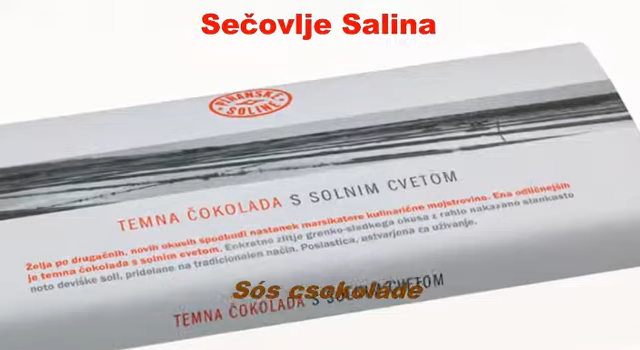 Sečovlje Salina
PIRANSKE
SOLINE
TEMNA ČOKOLADA S SOLNIM CVETOM
Želja po drugačnih, novih okusih spodbudi nastanek marsikatere kulinarične mojstrovine. Ena odličnejših
je temna čokolada s solnim cvetom. Enkratno zlitje grenko-sladkega okusa z rahlo nakazano slankasto
noto deviške soli, pridelane na tradicionalen način. Poslastica, ustvarjena za uživanje.
Sós csokoládé
TEMNA ČOKOLADA S SOLNIM CVETOM